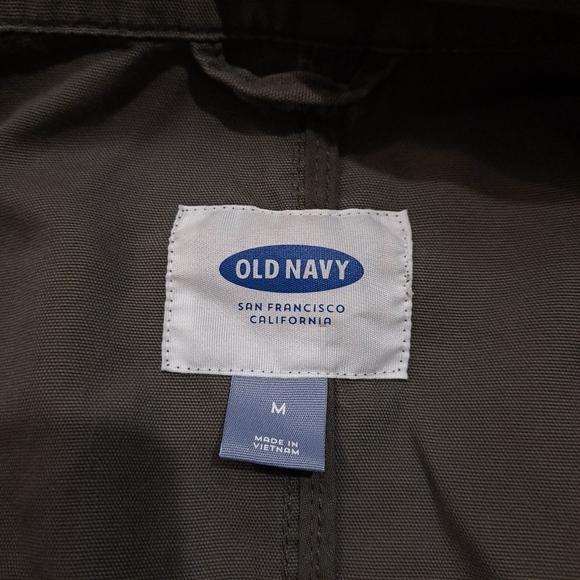 OLD NAVY
SAN FRANCISCO
CALIFORNIA
M
MADE IN
VIETNAM